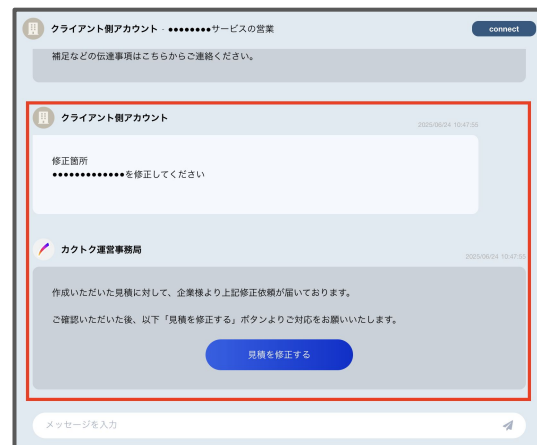 クライアント側アカウント - ●●●●●●●●サービスの営業
connect
補足などの伝達事項はこちらからご連絡ください。
クライアント側アカウント
2025/06/24 10:47:55
修正箇所
●●●●●●●●●●●●●を修正してください
カクトク運営事務局
2025/06/24 10:47:55
作成いただいた見積に対して、企業様より上記修正依頼が届いております。
ご確認いただいた後、以下「見積を修正する」ボタンよりご対応をお願いいたします。
見積を修正する
メッセージを入力